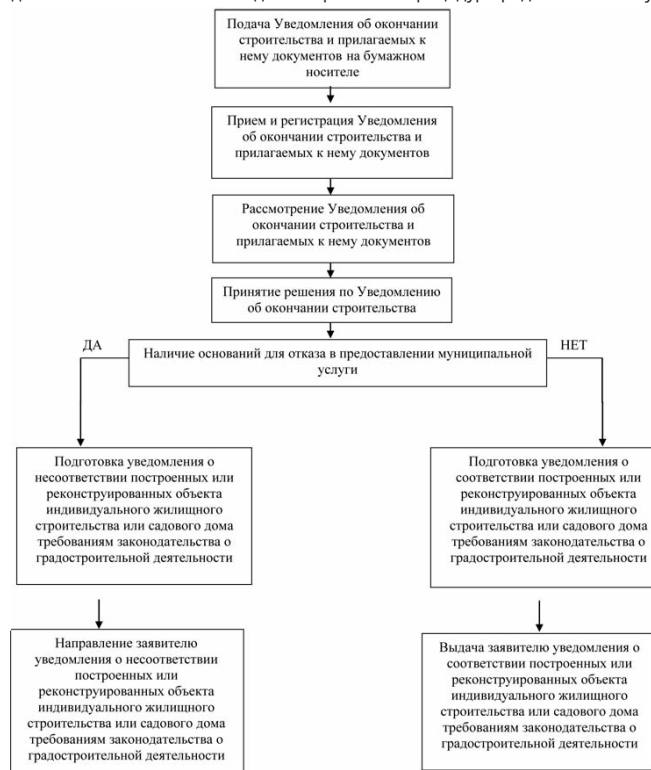 Подача Уведомления об окончании
строительства и прилагаемых к
нему документов на бумажном
носителе
Прием и регистрация Уведомления
об окончании строительства и
прилагаемых к нему документов
Рассмотрение Уведомления об
окончании строительства и
прилагаемых к нему документов
Принятие решения по Уведомлению
об окончании строительства
ДА
Наличие оснований для отказа в предоставлении муниципальной
услуги
НЕТ
Подготовка уведомления о
несоответствии построенных или
реконструированных объекта
индивидуального жилищного
строительства или садового дома
требованиям законодательства о
градостроительной деятельности
Подготовка уведомления о
соответствии построенных или
реконструированных объекта
индивидуального жилищного
строительства или садового дома
требованиям законодательства о
градостроительной деятельности
Направление заявителю
уведомления о несоответствии
построенных или
реконструированных объекта
индивидуального жилищного
строительства или садового дома
требованиям законодательства о
градостроительной деятельности
Выдача заявителю уведомления о
соответствии построенных или
реконструированных объекта
индивидуального жилищного
строительства или садового дома
требованиям законодательства о
градостроительной деятельности